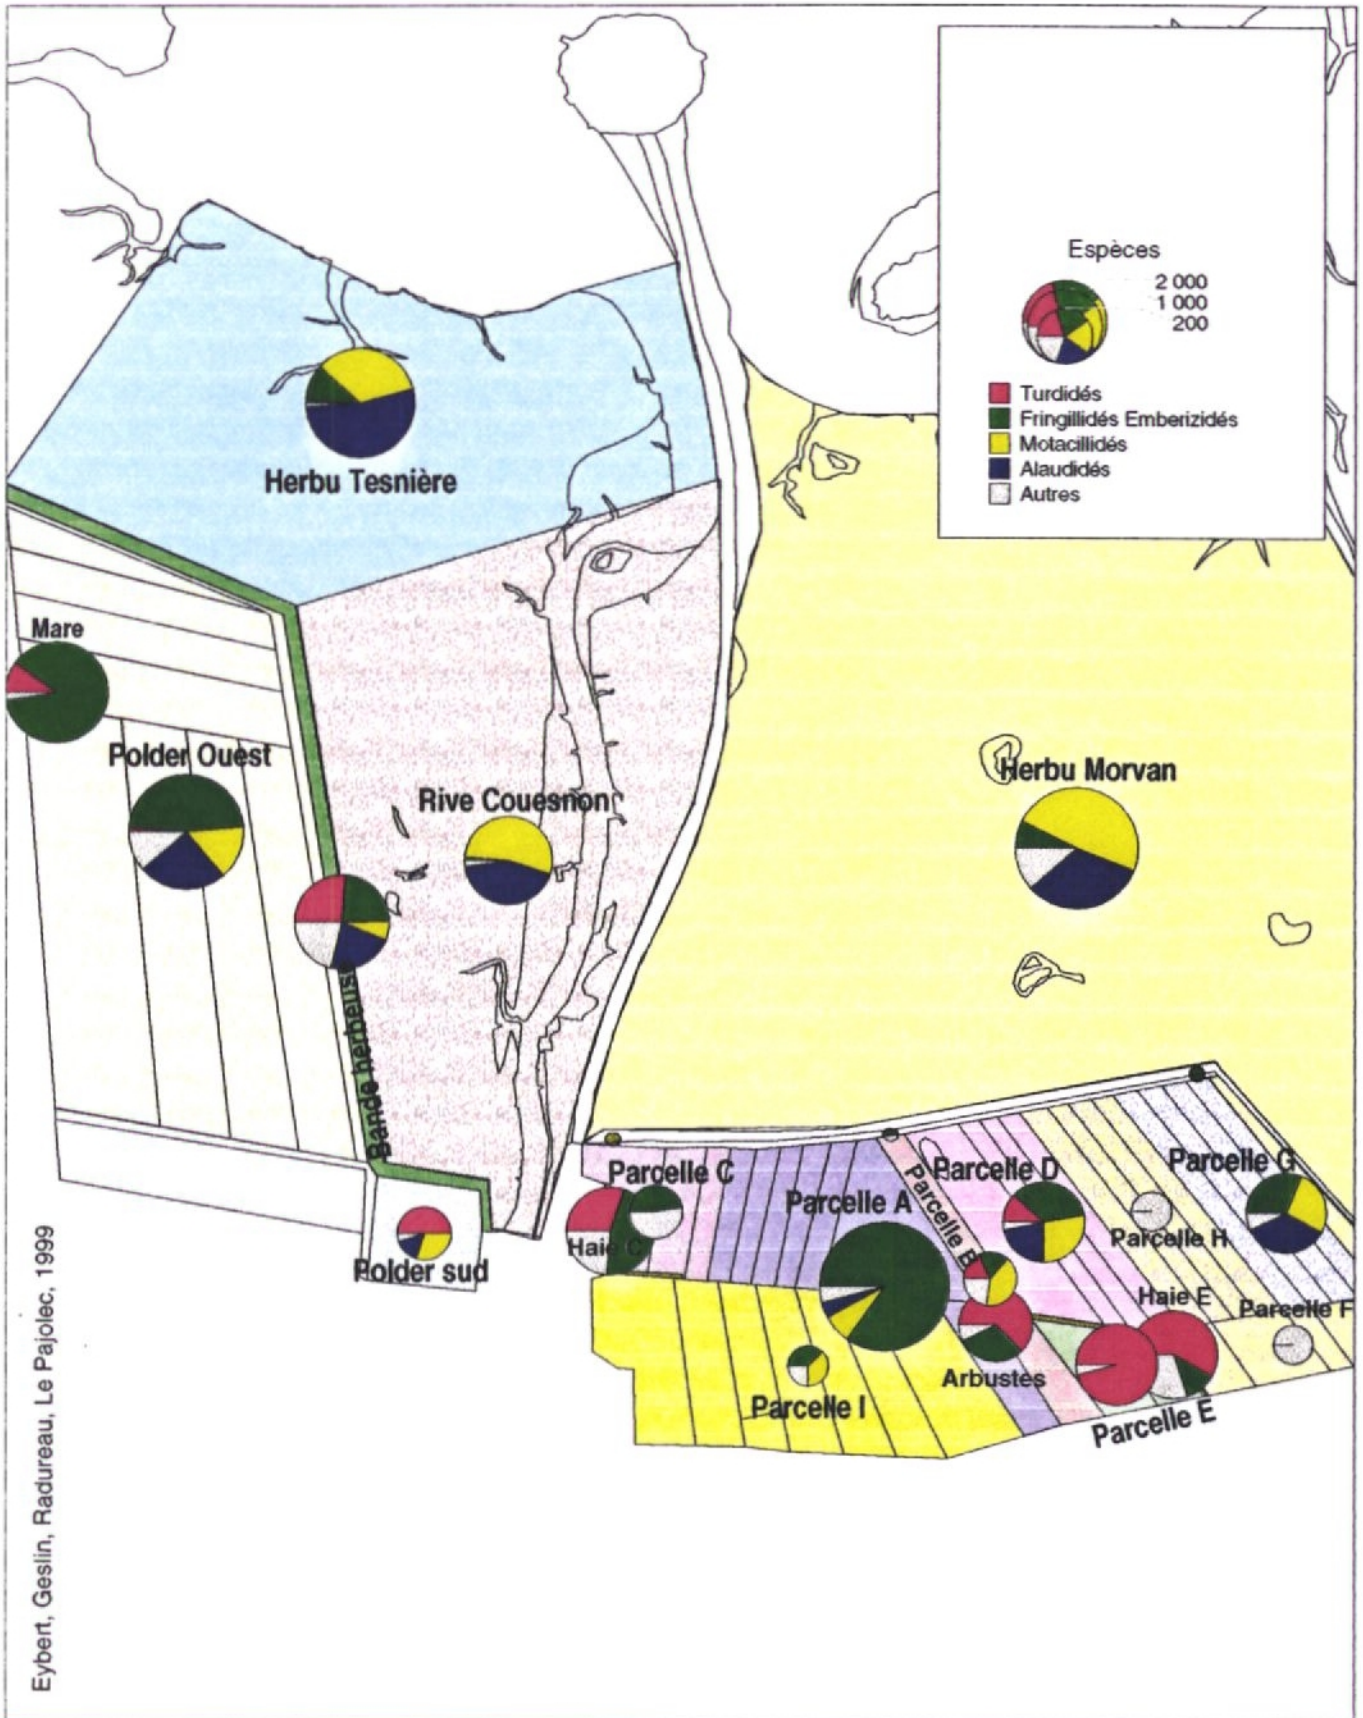 Espèces
2 000
1 000
200
Turdidés
Fringillidés Emberizidés
Motacillidés
Alaudidés
Autres
Herbu Tesnière
Mare
Polder Ouest
Rive Couesnon
Herbu Morvan
Bande herbeuse
Polder sud
Parcelle C
Haie C
Parcelle A
Parcelle B
Parcelle D
Parcelle G
Parcelle H
Haie E
Parcelle F
Arbustes
Parcelle I
Parcelle E
Eybert, Geslin, Radureau, Le Pajolec, 1999